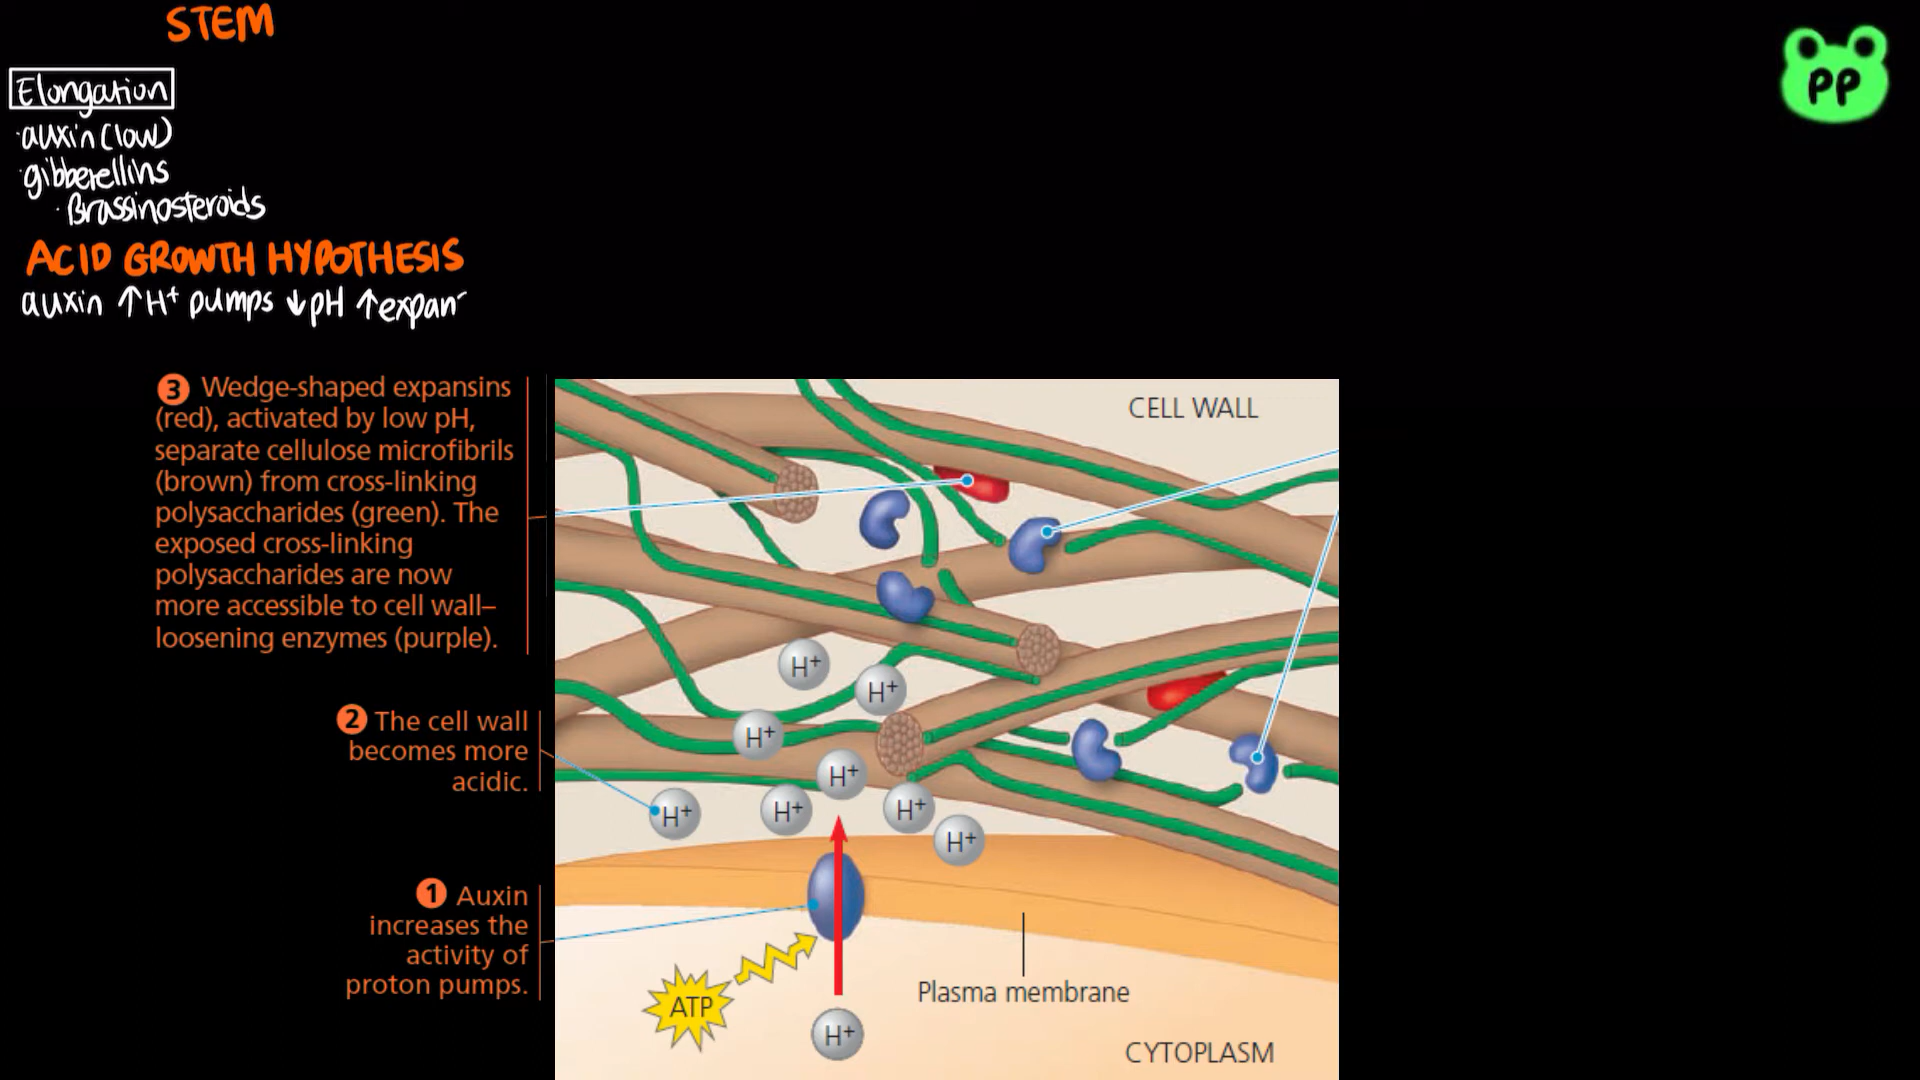 STEM
PP
Elongation
· auxin (low)
· gibberellins
· Brassinosteroids
ACID GROWTH HYPOTHESIS
auxin ↑H⁺ pumps ↓pH ↑expan
3 Wedge-shaped expansins
(red), activated by low pH,
separate cellulose microfibrils
(brown) from cross-linking
polysaccharides (green). The
exposed cross-linking
polysaccharides are now
more accessible to cell wall–
loosening enzymes (purple).
CELL WALL
H⁺
H⁺
H⁺
H⁺
H⁺
H⁺
H⁺
H⁺
2 The cell wall
becomes more
acidic.
1 Auxin
increases the
activity of
proton pumps.
ATP
Plasma membrane
H⁺
CYTOPLASM